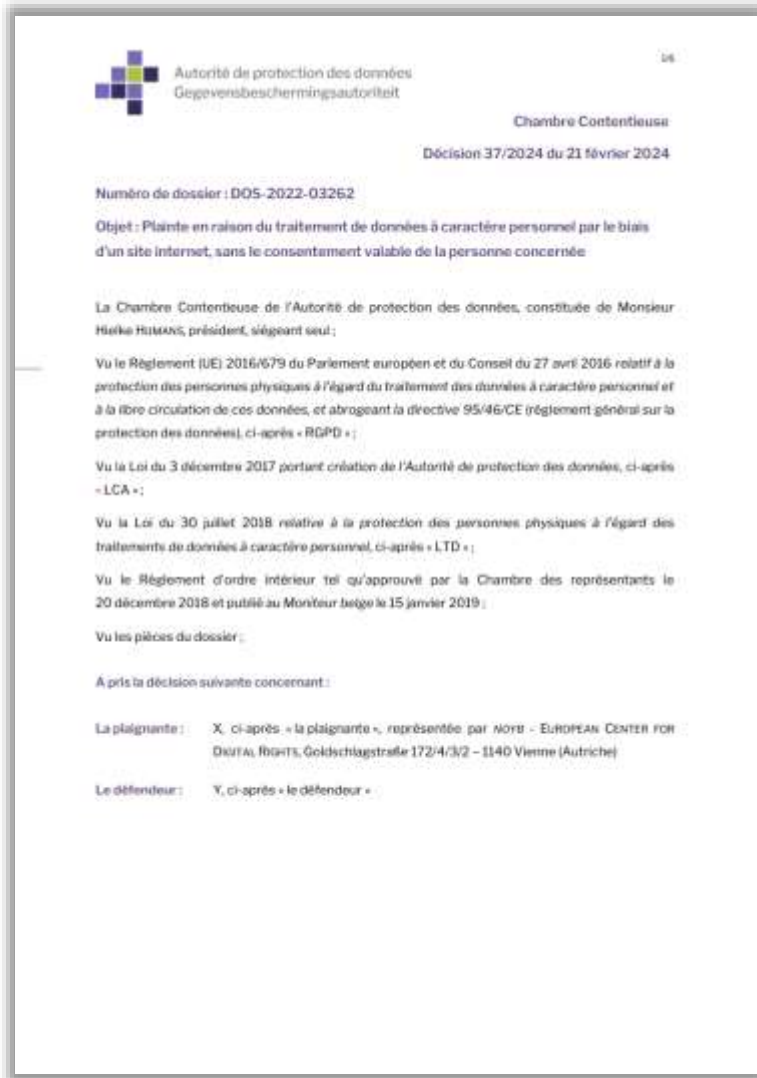 1/6
Autorité de protection des données
Gegevensbeschermingsautoriteit
Chambre Contentieuse
Décision 37/2024 du 21 février 2024
Numéro de dossier : DOS-2022-03262
Objet : Plainte en raison du traitement de données à caractère personnel par le biais
d'un site internet, sans le consentement valable de la personne concernée
La Chambre Contentieuse de l'Autorité de protection des données, constituée de Monsieur
Hielke HIJMANS, président, siégeant seul ;
Vu le Règlement (UE) 2016/679 du Parlement européen et du Conseil du 27 avril 2016 relatif à la
protection des personnes physiques à l'égard du traitement des données à caractère personnel et
à la libre circulation de ces données, et abrogeant la directive 95/46/CE (règlement général sur la
protection des données), ci-après « RGPD » ;
Vu la Loi du 3 décembre 2017 portant création de l'Autorité de protection des données, ci-après
« LCA » ;
Vu la Loi du 30 juillet 2018 relative à la protection des personnes physiques à l'égard des
traitements de données à caractère personnel, ci-après « LTD » ;
Vu le Règlement d'ordre intérieur tel qu'approuvé par la Chambre des représentants le
20 décembre 2018 et publié au Moniteur belge le 15 janvier 2019 ;
Vu les pièces du dossier ;
A pris la décision suivante concernant :
La plaignante : X, ci-après « la plaignante », représentée par NOYB - EUROPEAN CENTER FOR
DIGITAL RIGHTS, Goldschlagstraße 172/4/3/2 – 1140 Vienne (Autriche)
Le défendeur : Y, ci-après « le défendeur »